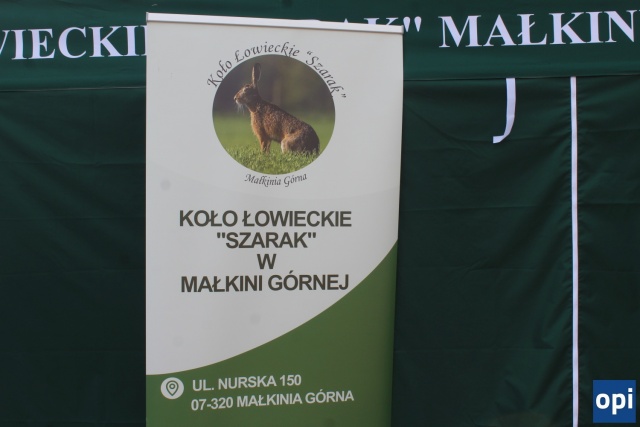 WIECKIE "SZARAK" MAŁKIN
Koło Łowieckie "Szarak"
Małkinia Górna
KOŁO ŁOWIECKIE
"SZARAK"
W
MAŁKINI GÓRNEJ
UL. NURSKA 150
07-320 MAŁKINIA GÓRNA
opi